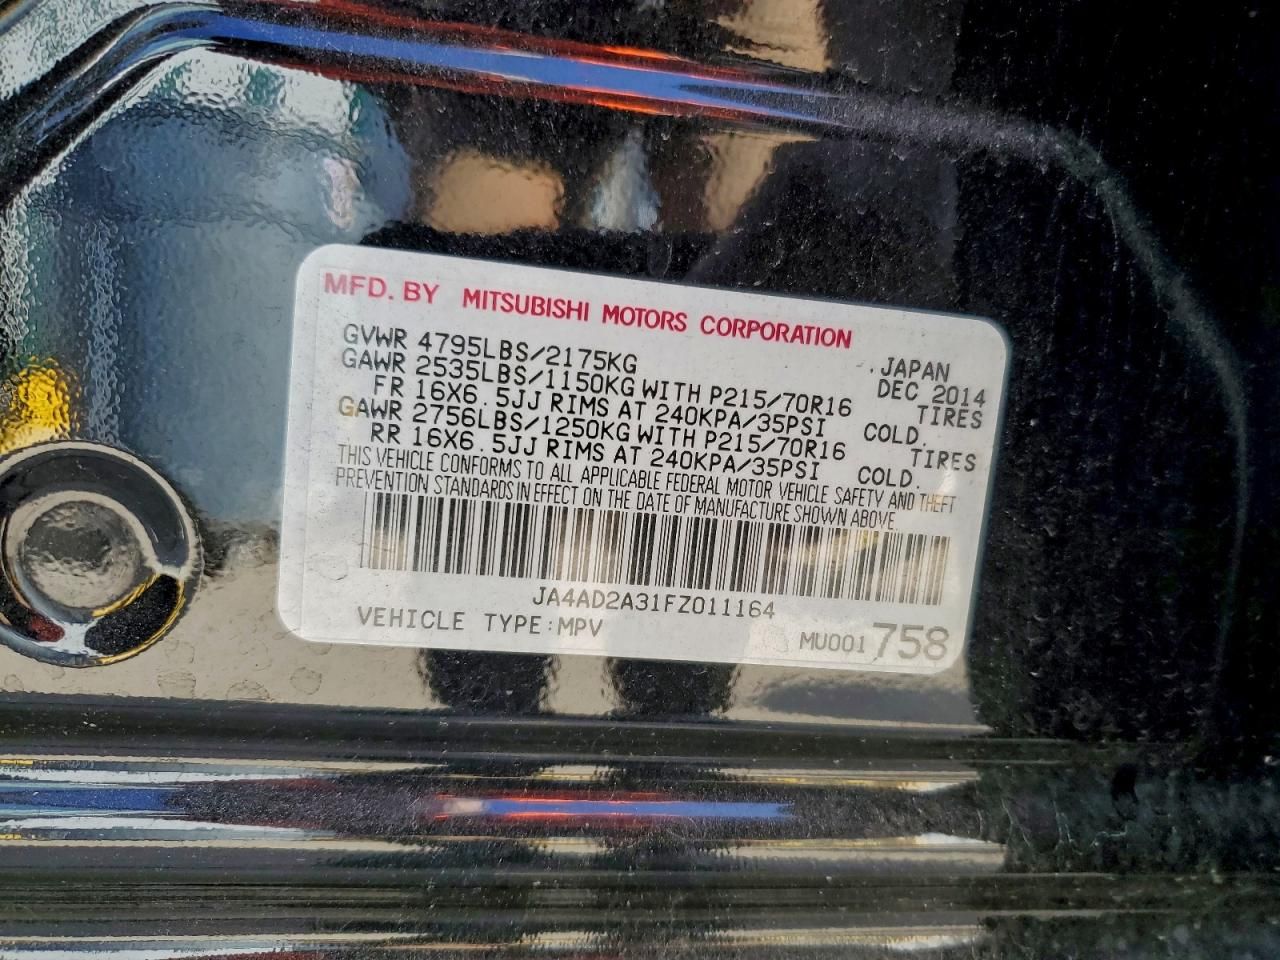 MFD. BY MITSUBISHI MOTORS CORPORATION
GVWR 4795LBS/2175KG JAPAN
GAWR 2535LBS/1150KG WITH P215/70R16 DEC 2014
FR 16X6.5JJ RIMS AT 240KPA/35PSI TIRES COLD.
GAWR 2756LBS/1250KG WITH P215/70R16 TIRES
RR 16X6.5JJ RIMS AT 240KPA/35PSI COLD.
THIS VEHICLE CONFORMS TO ALL APPLICABLE FEDERAL MOTOR VEHICLE SAFETY AND THEFT
PREVENTION STANDARDS IN EFFECT ON THE DATE OF MANUFACTURE SHOWN ABOVE.
JA4AD2A31FZ011164
VEHICLE TYPE:MPV MU001758